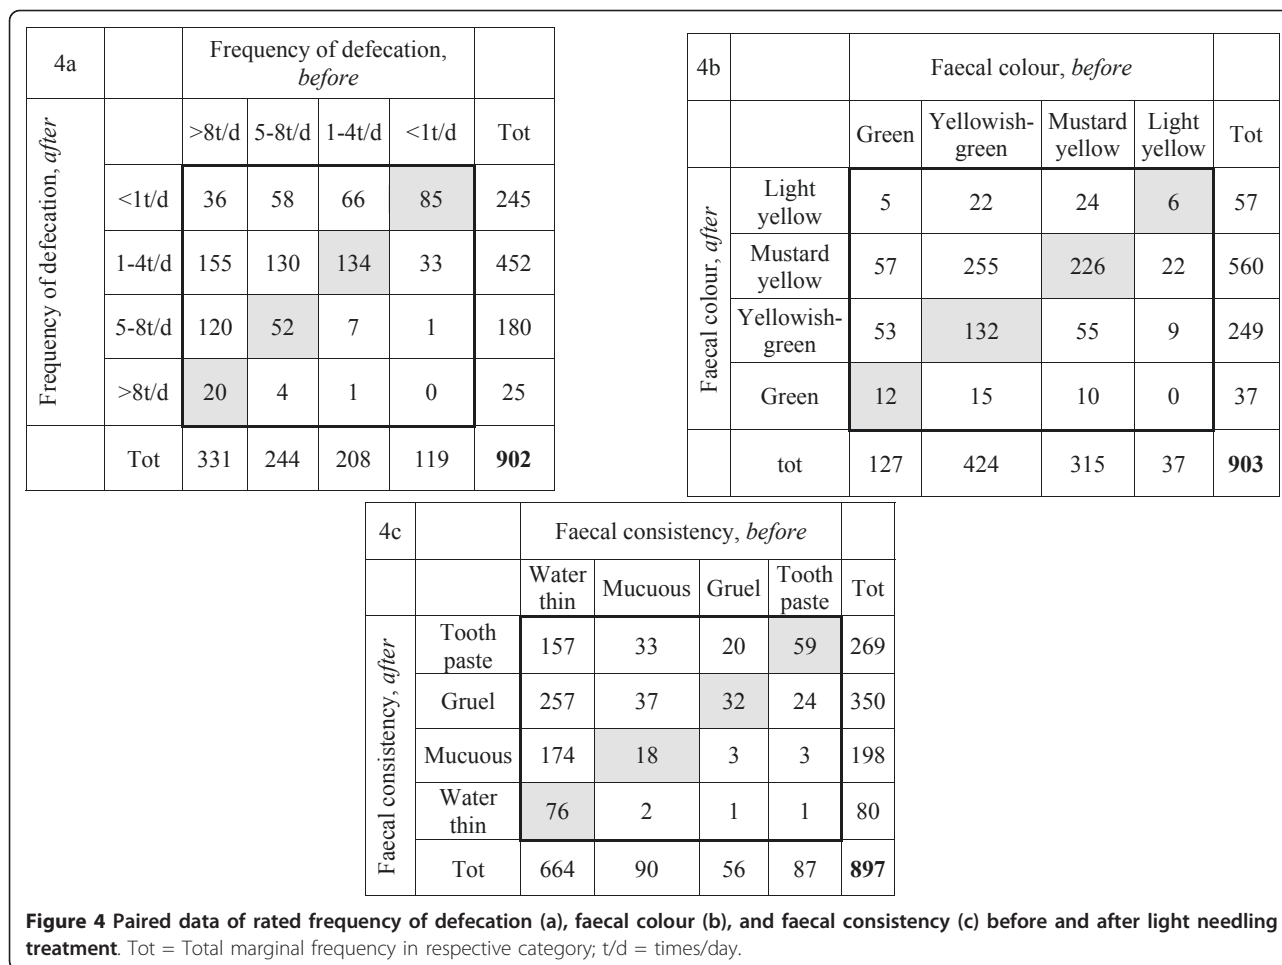 4a
Frequency of defecation,
before
>8t/d 5-8t/d 1-4t/d <1t/d Tot
Frequency of defecation, after
<1t/d 36 58 66 85 245
1-4t/d 155 130 134 33 452
5-8t/d 120 52 7 1 180
>8t/d 20 4 1 0 25
Tot 331 244 208 119 902
4b Faecal colour, before
Green Yellowish-
green Mustard
yellow Light
yellow Tot
Faecal colour, after
Light
yellow 5 22 24 6 57
Mustard
yellow 57 255 226 22 560
Yellowish-
green 53 132 55 9 249
Green 12 15 10 0 37
tot 127 424 315 37 903
4c Faecal consistency, before
Water
thin Mucuous Gruel Tooth
paste Tot
Faecal consistency, after
Tooth
paste 157 33 20 59 269
Gruel 257 37 32 24 350
Mucuous 174 18 3 3 198
Water
thin 76 2 1 1 80
Tot 664 90 56 87 897
Figure 4 Paired data of rated frequency of defecation (a), faecal colour (b), and faecal consistency (c) before and after light needling
treatment. Tot = Total marginal frequency in respective category; t/d = times/day.